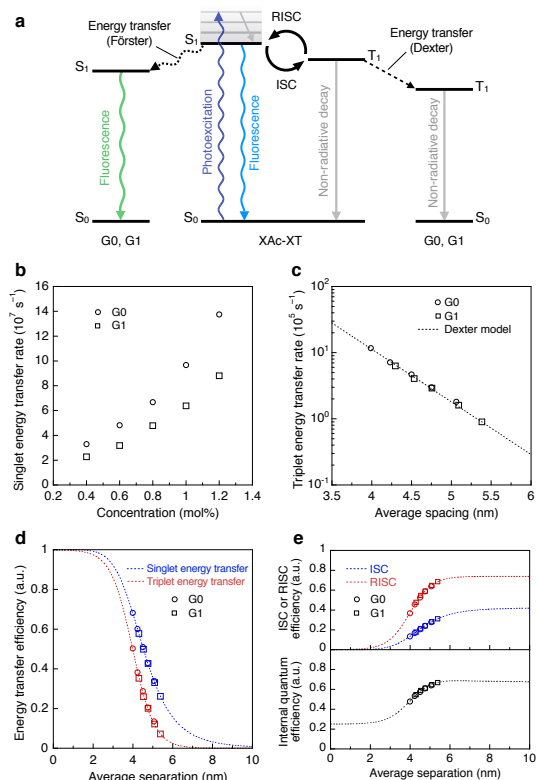 a
Energy transfer
(Förster)
S1
RISC
ISC
Energy transfer
(Dexter)
S1
T1
T1
Fluorescence
Photoexcitation
Fluorescence
Non-radiative decay
Non-radiative decay
S0
S0
S0
G0, G1
XAc-XT
G0, G1
b
Singlet energy transfer rate (10^7 s^−1)
16
14
12
10
8
6
4
2
0
G0
G1
0.2 0.4 0.6 0.8 1.0 1.2 1.4
Concentration (mol%)
c
Triplet energy transfer rate (10^5 s^−1)
10^2
10^1
10^0
10^-1
G0
G1
Dexter model
3.5 4 4.5 5 5.5 6
Average spacing (nm)
d
Energy transfer efficiency (a.u.)
1
0.8
0.6
0.4
0.2
0
Singlet energy transfer
Triplet energy transfer
G0
G1
0 2 4 6 8 10
Average separation (nm)
e
ISC or RISC
efficiency (a.u.)
1
0.8
0.4
0
ISC
RISC
G0
G1
Internal quantum
efficiency (a.u.)
0.8
0.4
0
0 2 4 6 8 10
Average separation (nm)